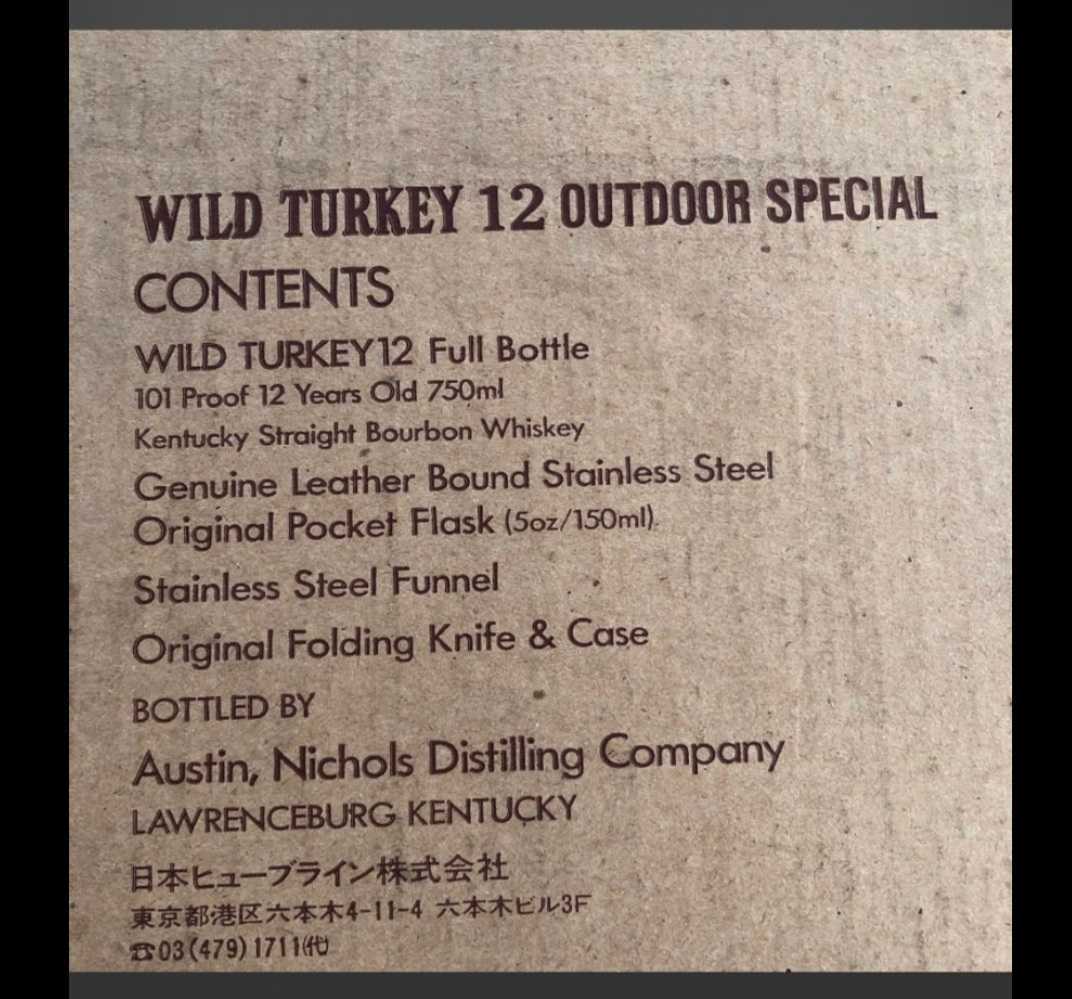 WILD TURKEY 12 OUTDOOR SPECIAL
CONTENTS
WILD TURKEY12 Full Bottle
101 Proof 12 Years Old 750ml
Kentucky Straight Bourbon Whiskey
Genuine Leather Bound Stainless Steel
Original Pocket Flask (5oz/150ml)
Stainless Steel Funnel
Original Folding Knife & Case
BOTTLED BY
Austin, Nichols Distilling Company
LAWRENCEBURG KENTUCKY
日本ヒューブライン株式会社
東京都港区六本木4-11-4 六本木ビル3F
☎03(479)1711㈹